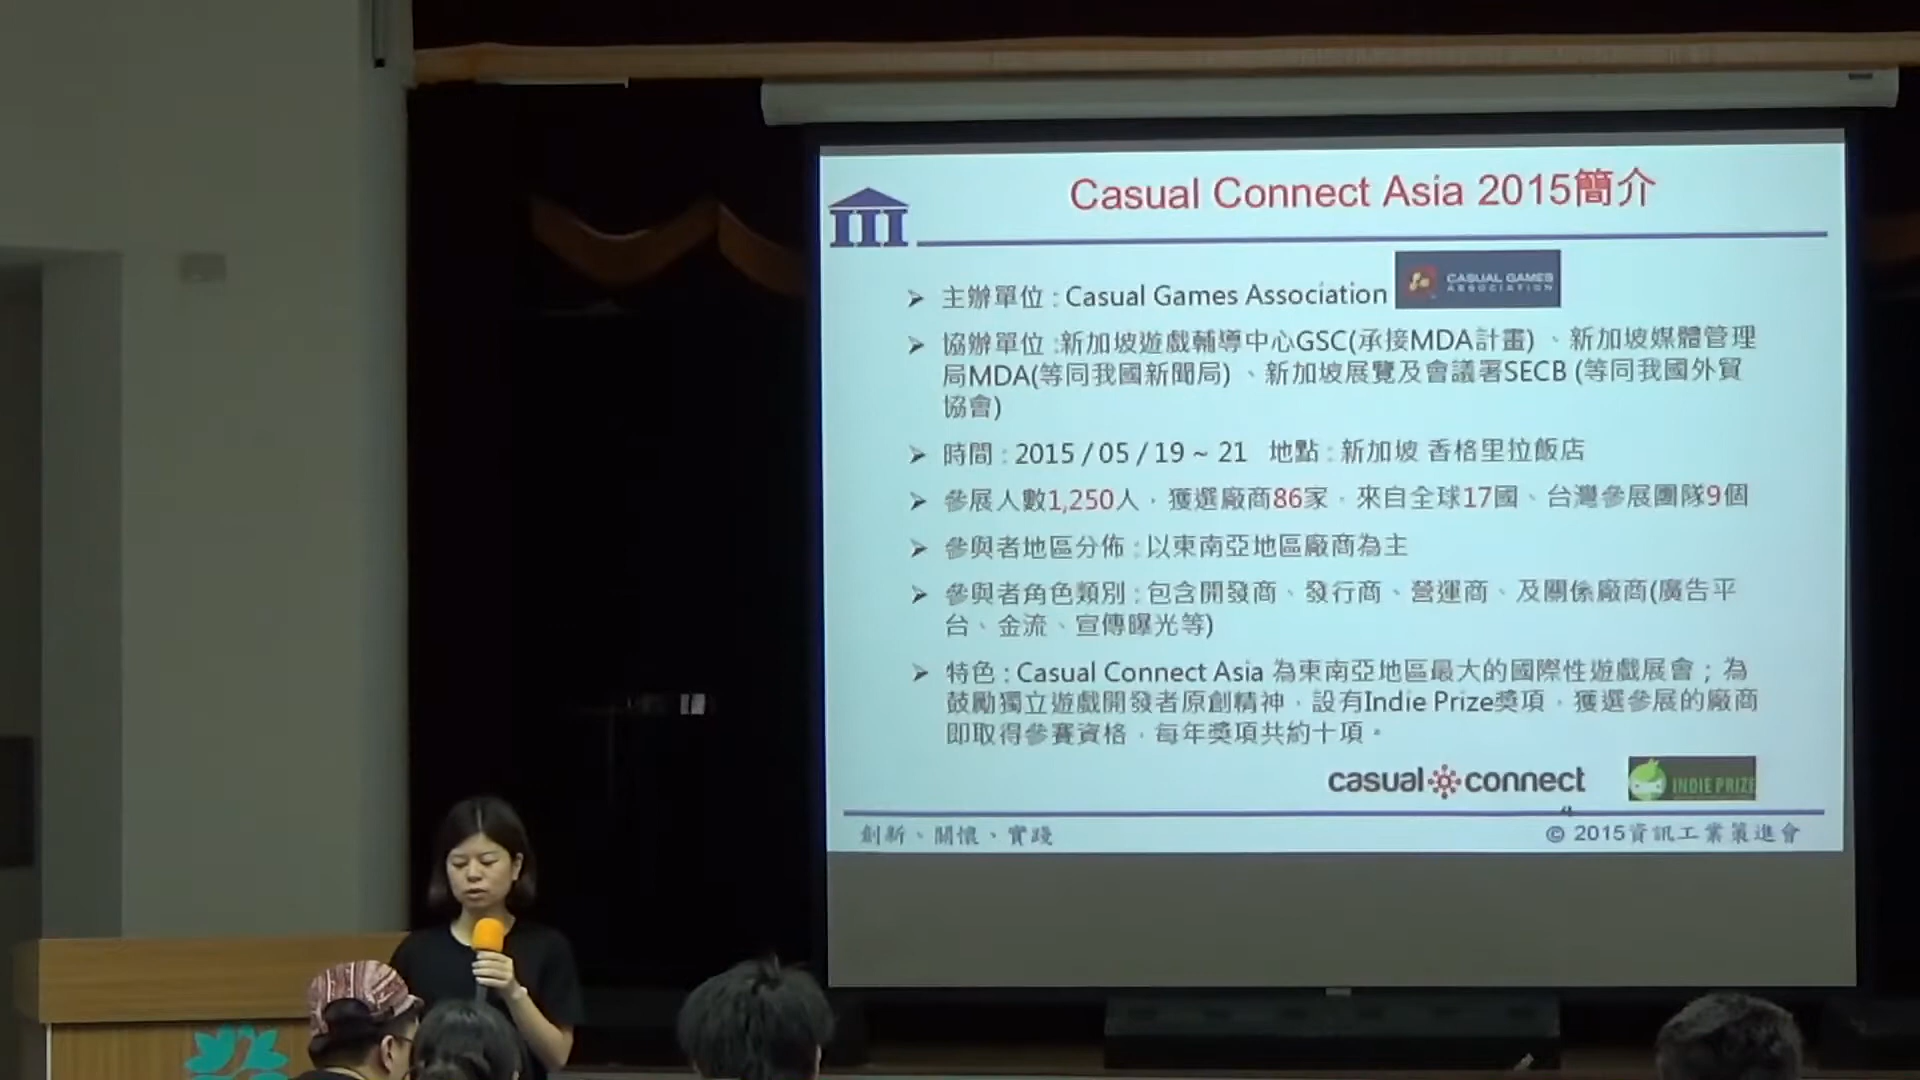 Casual Connect Asia 2015簡介
主辦單位 : Casual Games Association
CASUAL GAMES
ASSOCIATION
協辦單位 :新加坡遊戲輔導中心GSC(承接MDA計畫) 、新加坡媒體管理
局MDA(等同我國新聞局) 、新加坡展覽及會議署SECB (等同我國外貿
協會)
時間 : 2015 / 05 / 19 ~ 21 地點 : 新加坡 香格里拉飯店
參展人數1,250人，獲選廠商86家，來自全球17國、台灣參展團隊9個
參與者地區分佈 : 以東南亞地區廠商為主
參與者角色類別 : 包含開發商、發行商、營運商、及關係廠商(廣告平
台、金流、宣傳曝光等)
特色 : Casual Connect Asia 為東南亞地區最大的國際性遊戲展會；為
鼓勵獨立遊戲開發者原創精神，設有Indie Prize獎項，獲選參展的廠商
即取得參賽資格，每年獎項共約十項。
casual connect
INDIE PRIZE
創新、關懷、實踐
© 2015資訊工業策進會